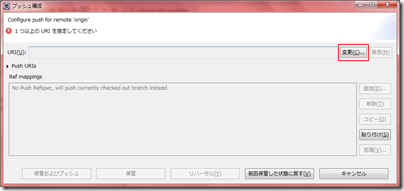 プッシュ構成
Configure push for remote 'origin'
1 つ以上の URI を指定してください
URI(U):
変更(C)...
除去(M)
Push URIs
Ref mappings
No Push Refspec, will push currently checked out branch instead.
追加(D)...
削除(T)
コピー(O)
貼り付け(S)
拡張(V)...
保管およびプッシュ
保管
リハーサル(Y)
前回保管した状態に戻す(V)
キャンセル